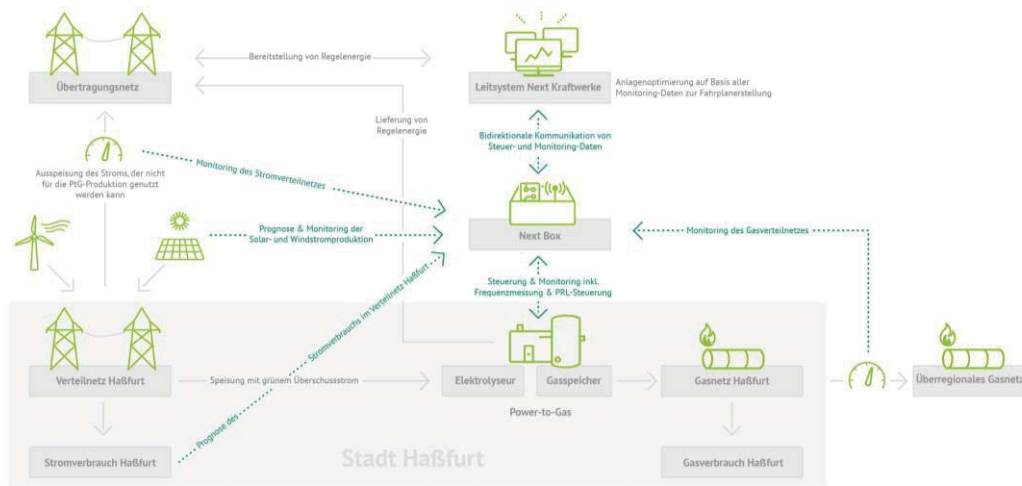 Bereitstellung von Regelenergie
Übertragungsnetz
Leitsystem Next Kraftwerke
Anlagenoptimierung auf Basis aller
Monitoring-Daten zur Fahrplanerstellung
Lieferung von
Regelenergie
Bidirektionale Kommunikation von
Steuer- und Monitoring-Daten
Ausspeisung des Stroms, der nicht
für die PtG-Produktion genutzt
werden kann
Monitoring des Stromverteilnetzes
Prognose & Monitoring der
Solar- und Windstromproduktion
Next Box
Monitoring des Gasverteilnetzes
Steuerung & Monitoring inkl.
Frequenzmessung & PRL-Steuerung
Prognose des Stromverbrauchs im Verteilnetz Haßfurt
Verteilnetz Haßfurt
Speisung mit grünem Überschussstrom
Elektrolyseur
Gasspeicher
Gasnetz Haßfurt
Überregionales Gasnetz
Power-to-Gas
Stromverbrauch Haßfurt
Stadt Haßfurt
Gasverbrauch Haßfurt